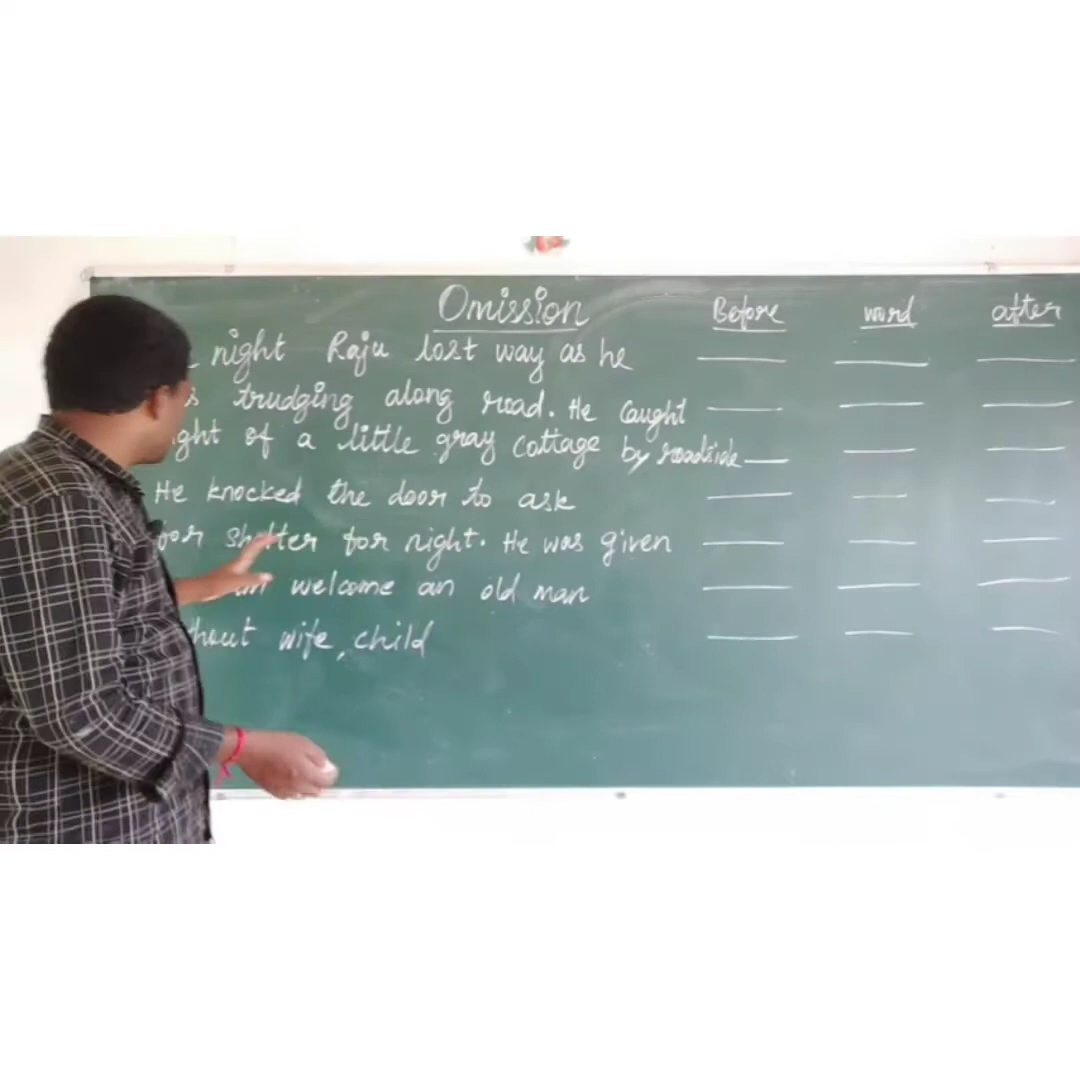 Omission Before word after
night Raju lost way as he
trudging along road. He Caught
of a little gray Cottage by roadside
He knocked the door to ask
for shelter for night. He was given
welcome an old man
wife, child